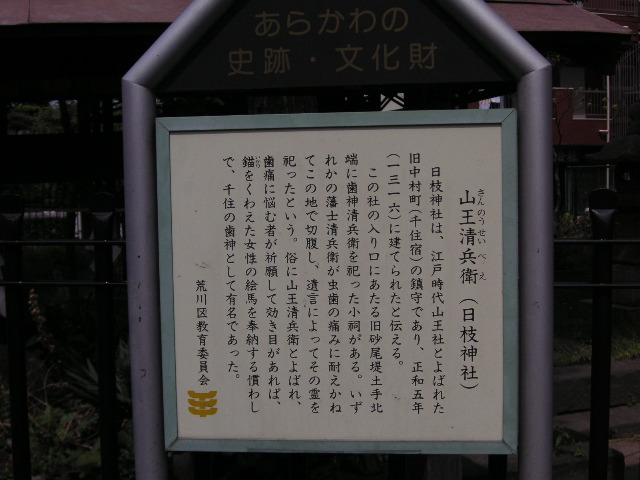 あらかわの
史跡・文化財
山王清兵衛（日枝神社）
さんのうせいべえ
日枝神社は、江戸時代山王社とよばれた
旧中村町（千住宿）の鎮守であり、正和五年
（一三一六）に建てられたと伝える。
この社の入り口にあたる旧砂尾堤土手北
端に歯神清兵衛を祀った小祠がある。いず
れかの藩士清兵衛が虫歯の痛みに耐えかね
てこの地で切腹し、遺言によってその霊を
祀ったという。俗に山王清兵衛とよばれ、
歯痛に悩む者が祈願して効き目があれば、
錨をくわえた女性の絵馬を奉納する慣わし
いかり
で、千住の歯神として有名であった。
荒川区教育委員会